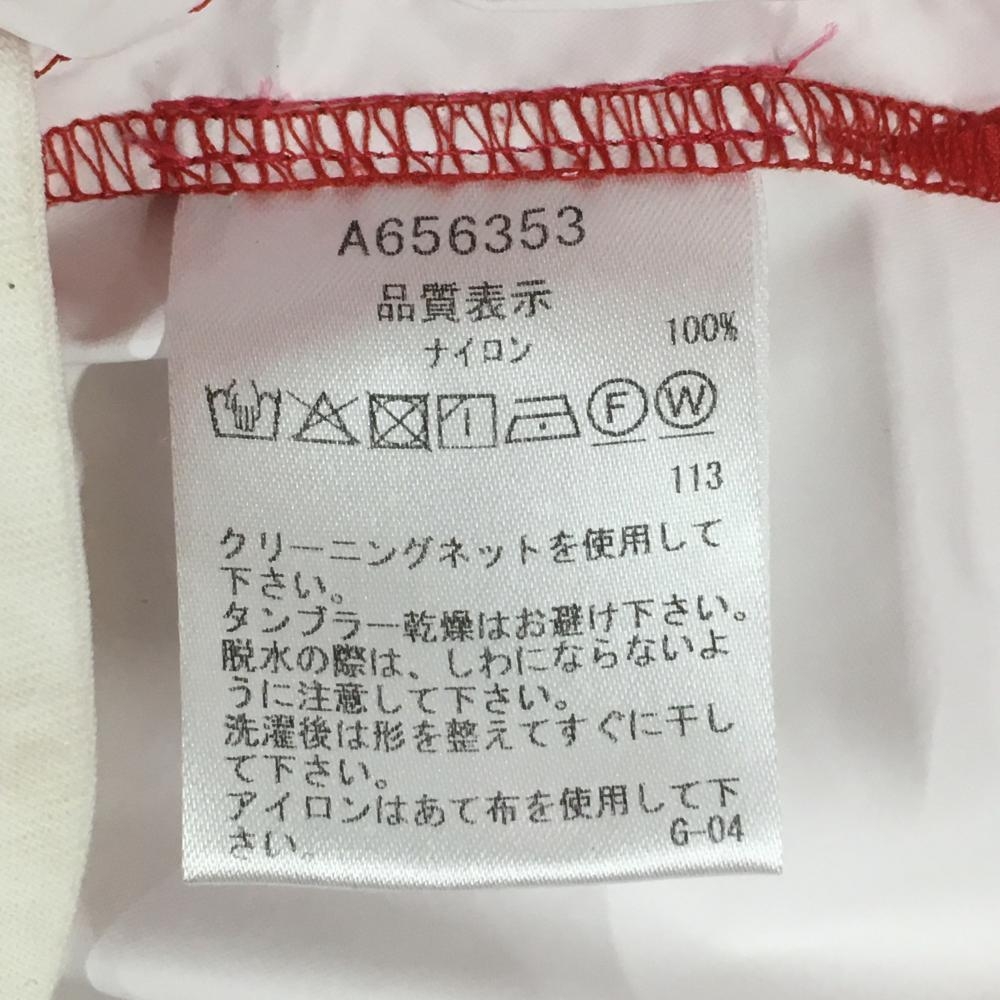 A656353
品質表示
ナイロン 100%
F W
113
クリーニングネットを使用して
下さい。
タンブラー乾燥はお避け下さい。
脱水の際は、しわにならないよ
うに注意して下さい。
洗濯後は形を整えてすぐに干し
て下さい。
アイロンはあて布を使用して下
さい。 G-04